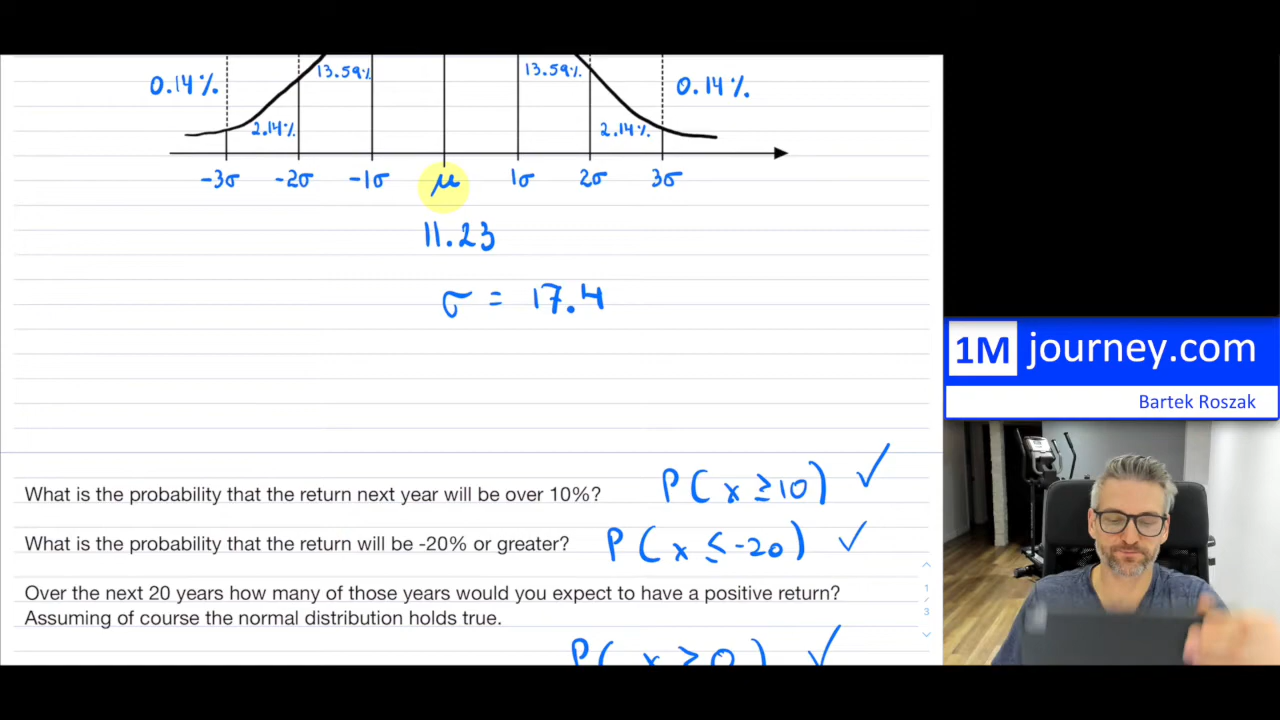 13.59%
13.59%
0.14%
0.14%
2.14%
2.14%
-3σ -2σ -1σ μ 1σ 2σ 3σ
11.23
σ = 17.4
1M journey.com
Bartek Roszak
What is the probability that the return next year will be over 10%? P(x ≥ 10) ✓
What is the probability that the return will be -20% or greater? P(x ≤ -20) ✓
Over the next 20 years how many of those years would you expect to have a positive return?
Assuming of course the normal distribution holds true.
1
/
3